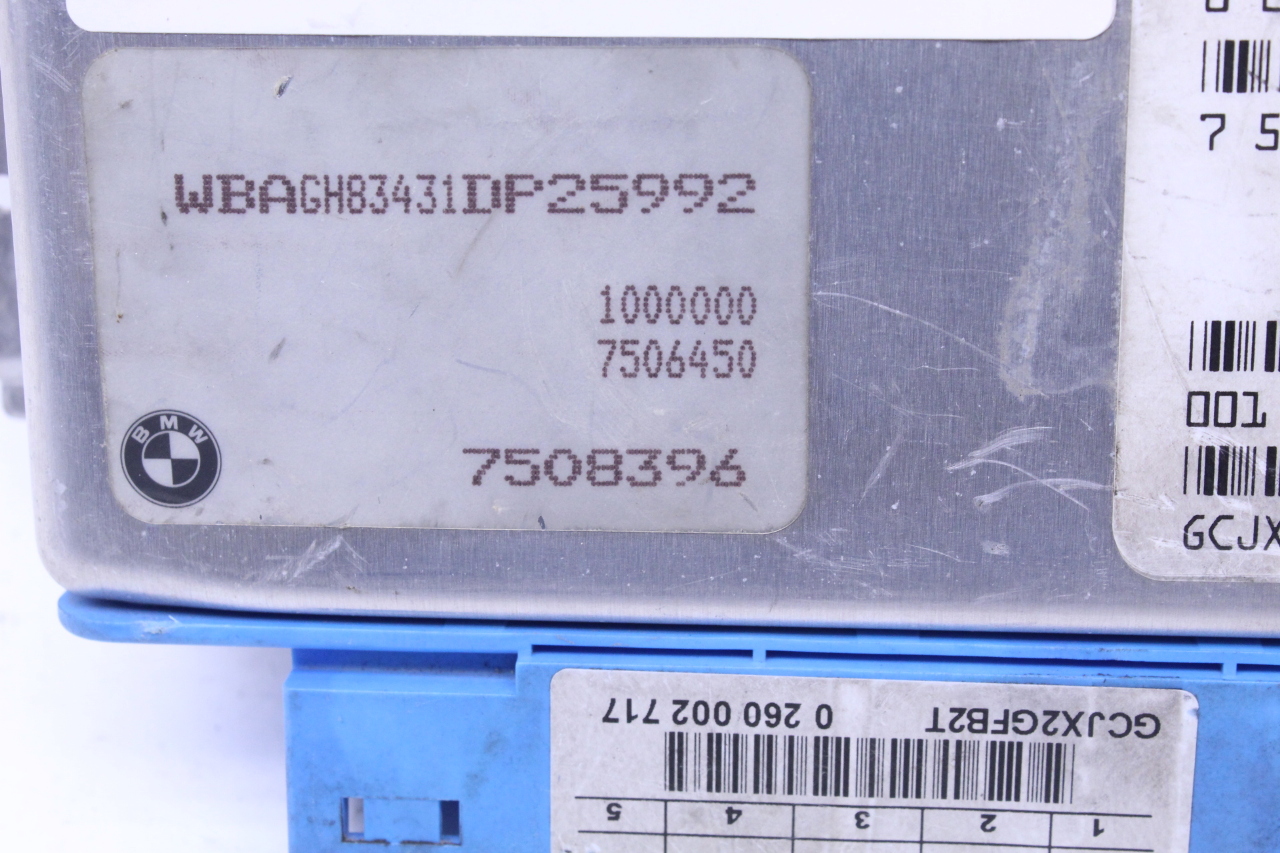 WBAGH83431DP25992
1000000
7506450
BMW
7508396
7 5
001
GCJX
GCJX2GFB2T 0 260 002 717
1 2 3 4 5